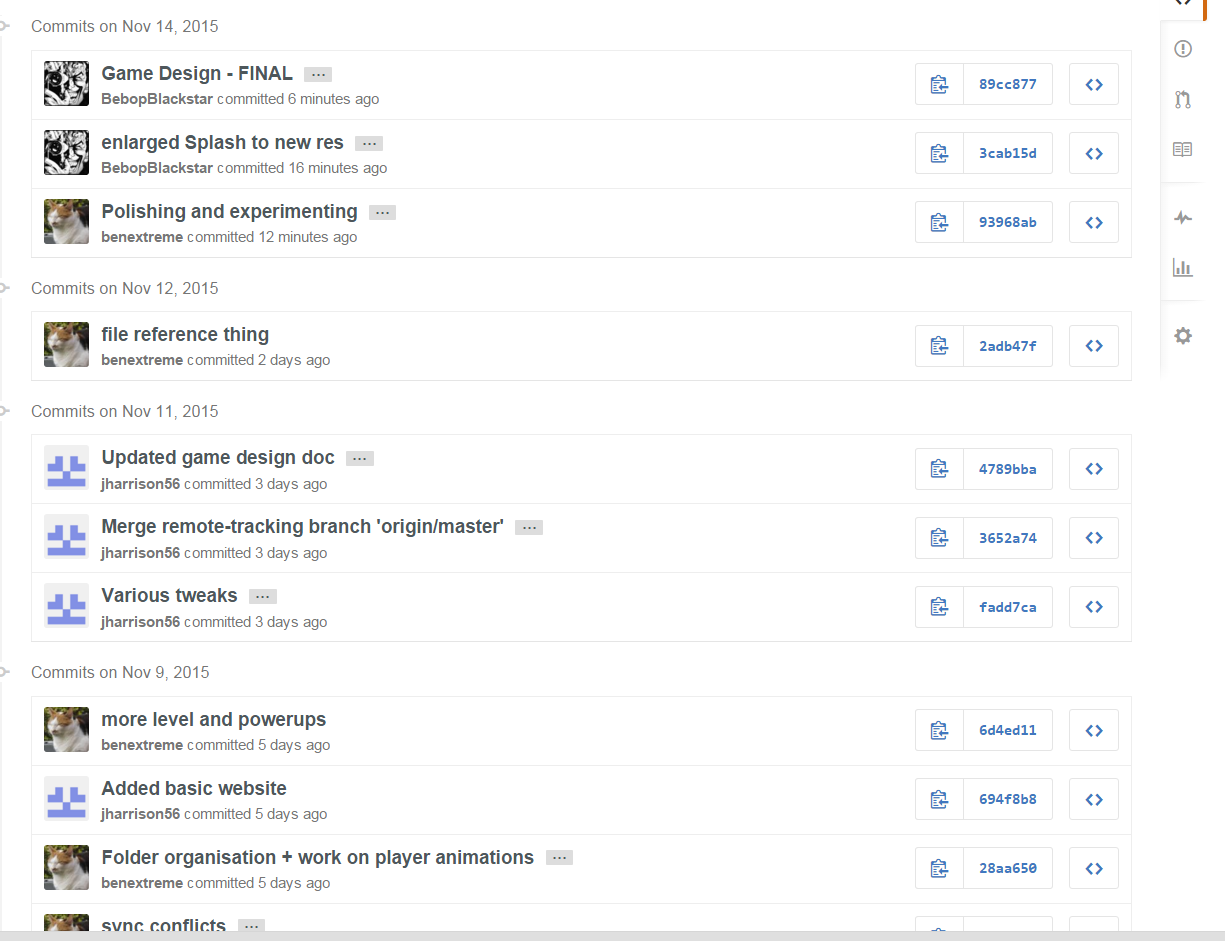 Commits on Nov 14, 2015
Game Design - FINAL ...
BebopBlackstar committed 6 minutes ago
89cc877
enlarged Splash to new res ...
BebopBlackstar committed 16 minutes ago
3cab15d
Polishing and experimenting ...
benextreme committed 12 minutes ago
93968ab
Commits on Nov 12, 2015
file reference thing
benextreme committed 2 days ago
2adb47f
Commits on Nov 11, 2015
Updated game design doc ...
jharrison56 committed 3 days ago
4789bba
Merge remote-tracking branch 'origin/master' ...
jharrison56 committed 3 days ago
3652a74
Various tweaks ...
jharrison56 committed 3 days ago
fadd7ca
Commits on Nov 9, 2015
more level and powerups
benextreme committed 5 days ago
6d4ed11
Added basic website
jharrison56 committed 5 days ago
694f8b8
Folder organisation + work on player animations ...
benextreme committed 5 days ago
28aa650
sync conflicts ...